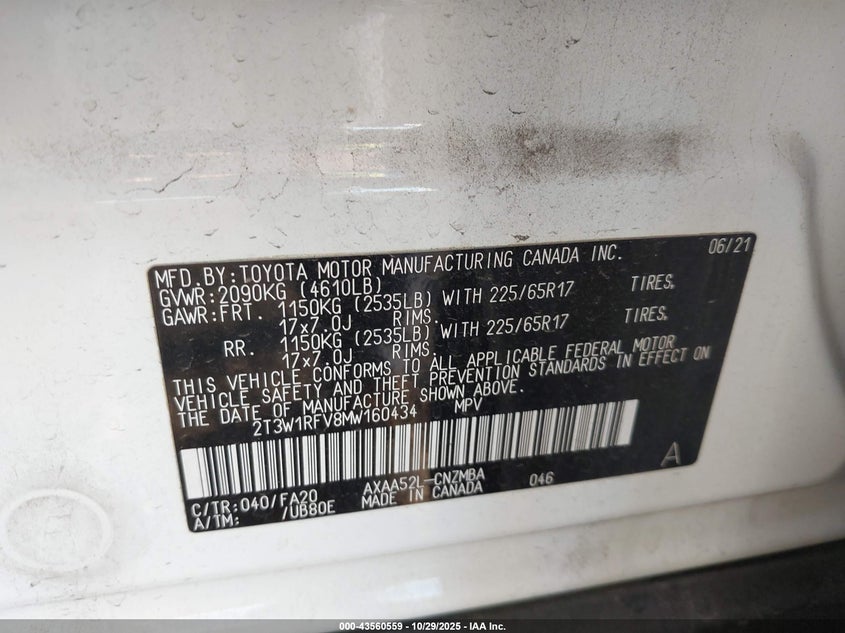 MFD.BY:TOYOTA MOTOR MANUFACTURING CANADA INC. 06/21
GVWR:2090KG (4610LB)
GAWR:FRT. 1150KG (2535LB) WITH 225/65R17 TIRES,
17x7.0J RIMS.
RR. 1150KG (2535LB) WITH 225/65R17 TIRES,
17x7.0J RIMS.
THIS VEHICLE CONFORMS TO ALL APPLICABLE FEDERAL MOTOR
VEHICLE SAFETY AND THEFT PREVENTION STANDARDS IN EFFECT ON
THE DATE OF MANUFACTURE SHOWN ABOVE.
2T3W1RFV8MW160434 MPV
A
C/TR:040/FA20 AXAA52L-CNZMBA 046
A/TM: /UB80E MADE IN CANADA
000-43560559 | 10/29/2025 - IAA Inc.